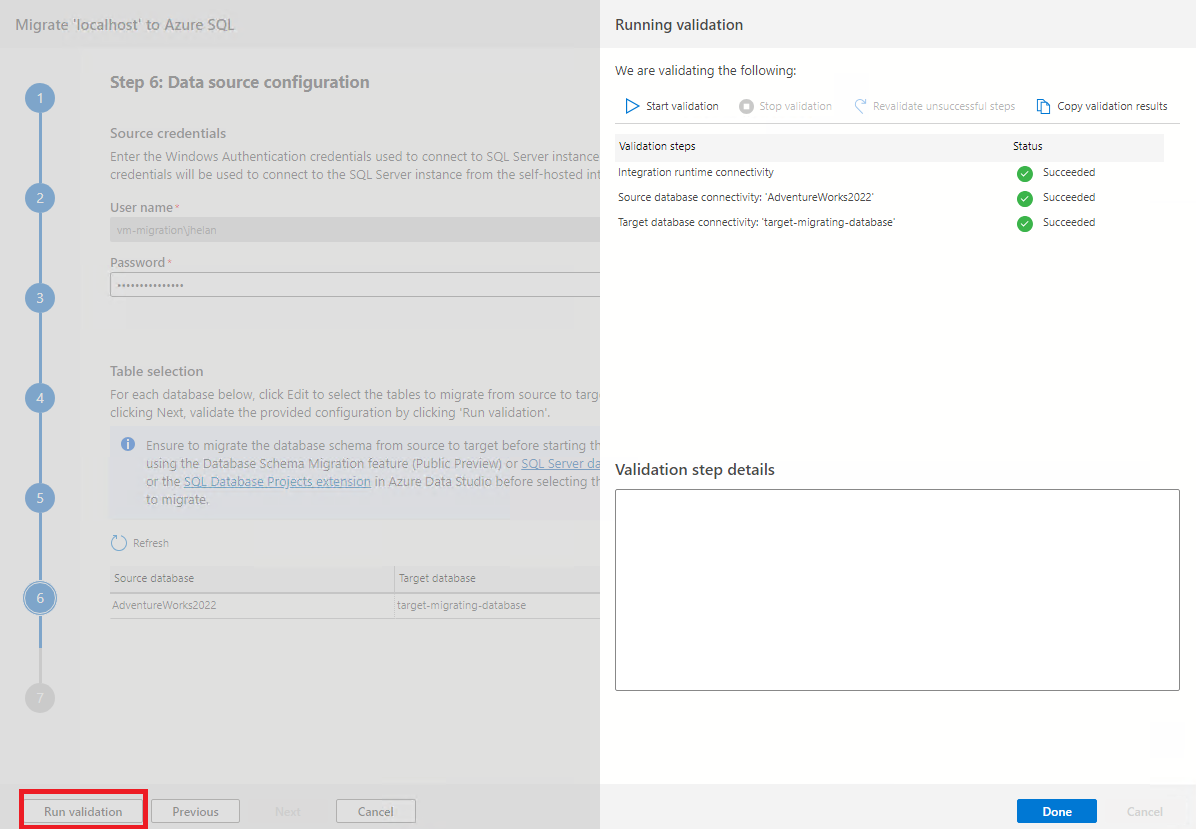 Migrate 'localhost' to Azure SQL
1
2
3
4
5
6
7
Step 6: Data source configuration
Source credentials
Enter the Windows Authentication credentials used to connect to SQL Server instance
credentials will be used to connect to the SQL Server instance from the self-hosted int
User name*
vm-migration\jhelan
Password*
•••••••••••••••
Table selection
For each database below, click Edit to select the tables to migrate from source to targ
clicking Next, validate the provided configuration by clicking 'Run validation'.
Ensure to migrate the database schema from source to target before starting th
using the Database Schema Migration feature (Public Preview) or SQL Server da
or the SQL Database Projects extension in Azure Data Studio before selecting th
to migrate.
Refresh
Source database Target database
AdventureWorks2022 target-migrating-database
Run validation Previous Next Cancel
Running validation
We are validating the following:
Start validation Stop validation Revalidate unsuccessful steps Copy validation results
Validation steps Status
Integration runtime connectivity Succeeded
Source database connectivity: 'AdventureWorks2022' Succeeded
Target database connectivity: 'target-migrating-database' Succeeded
Validation step details
Done Cancel